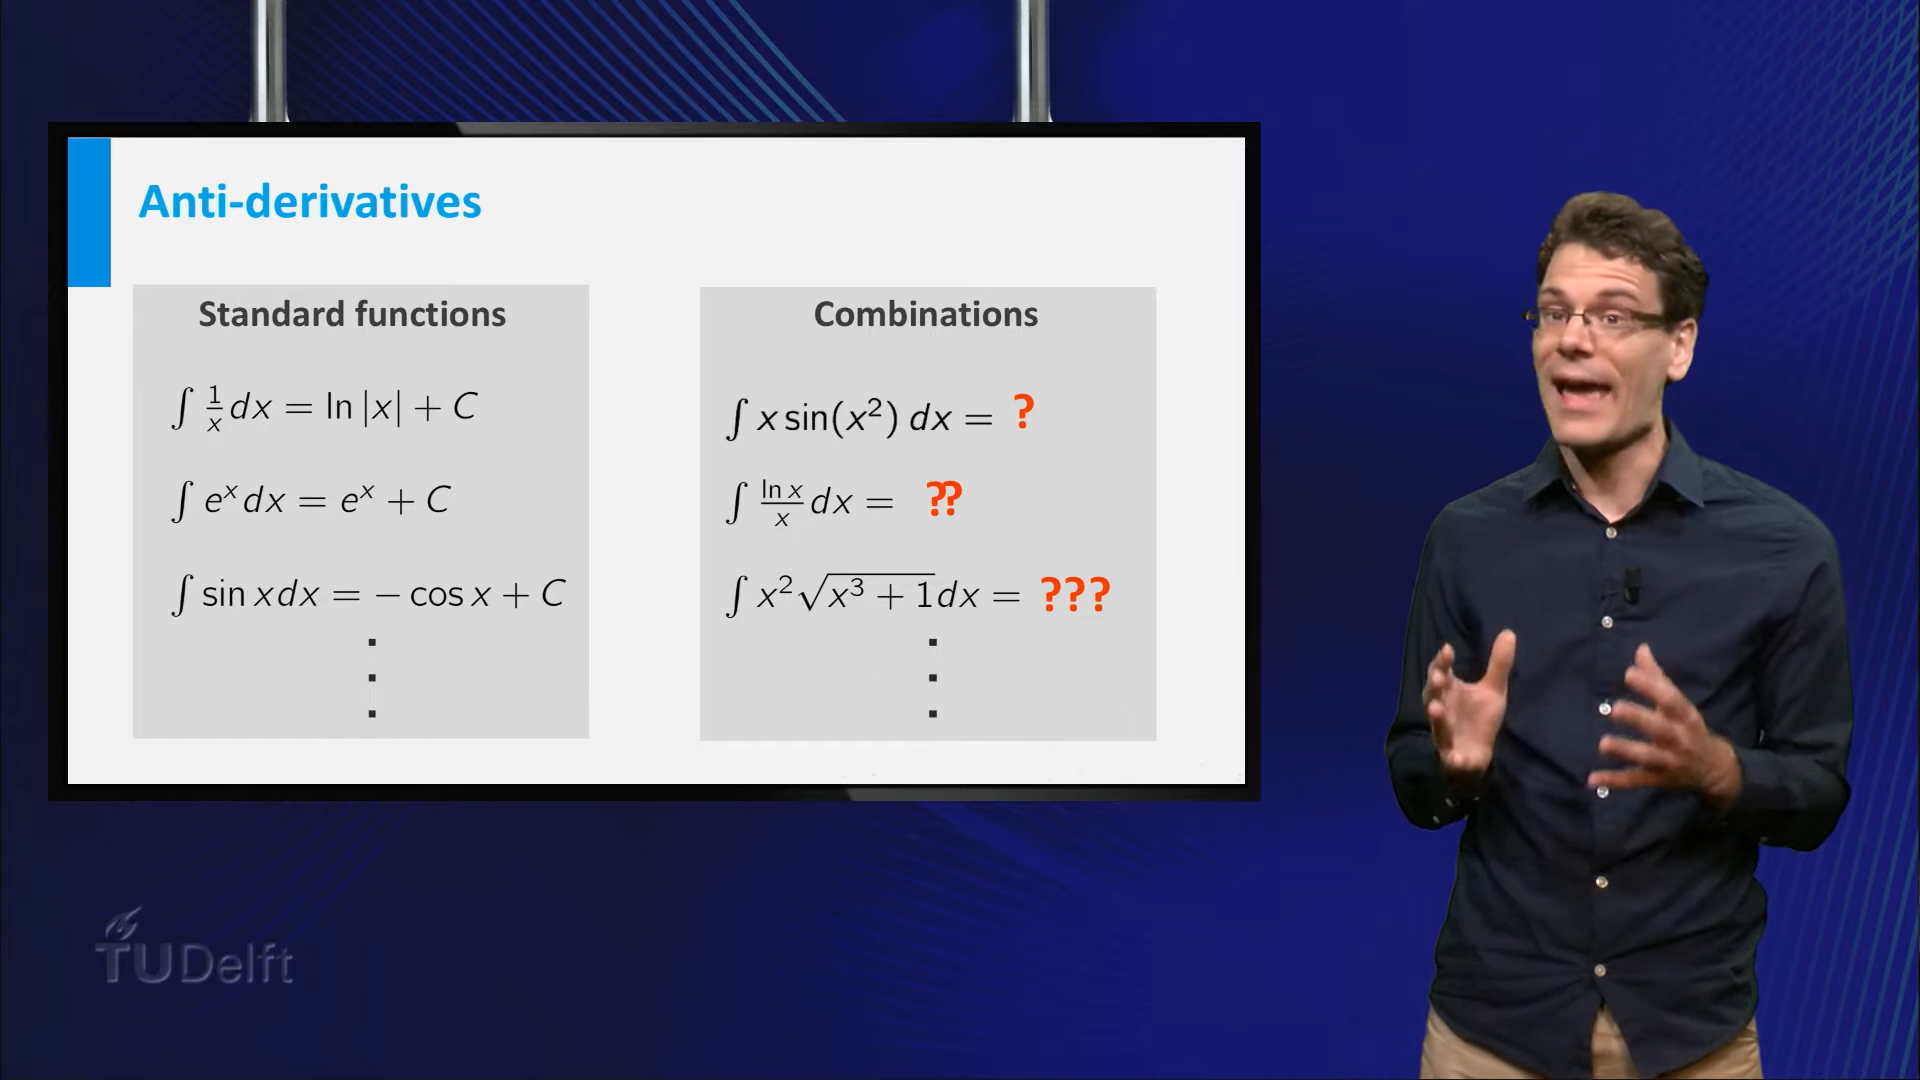 Anti-derivatives
Standard functions
∫ 1/x dx = ln |x| + C
∫ eˣ dx = eˣ + C
∫ sin x dx = − cos x + C
Combinations
∫ x sin(x²) dx = ?
∫ ln x/x dx = ??
∫ x²√(x³ + 1) dx = ???
TUDelft